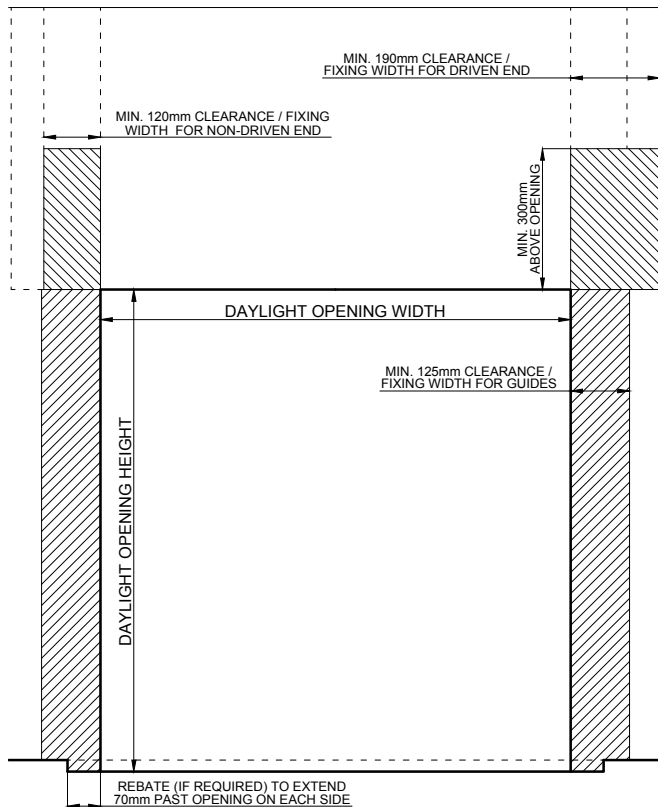 MIN. 190mm CLEARANCE /
FIXING WIDTH FOR DRIVEN END
MIN. 120mm CLEARANCE / FIXING
WIDTH FOR NON-DRIVEN END
MIN. 300mm
ABOVE OPENING
DAYLIGHT OPENING WIDTH
MIN. 125mm CLEARANCE /
FIXING WIDTH FOR GUIDES
DAYLIGHT OPENING HEIGHT
REBATE (IF REQUIRED) TO EXTEND
70mm PAST OPENING ON EACH SIDE